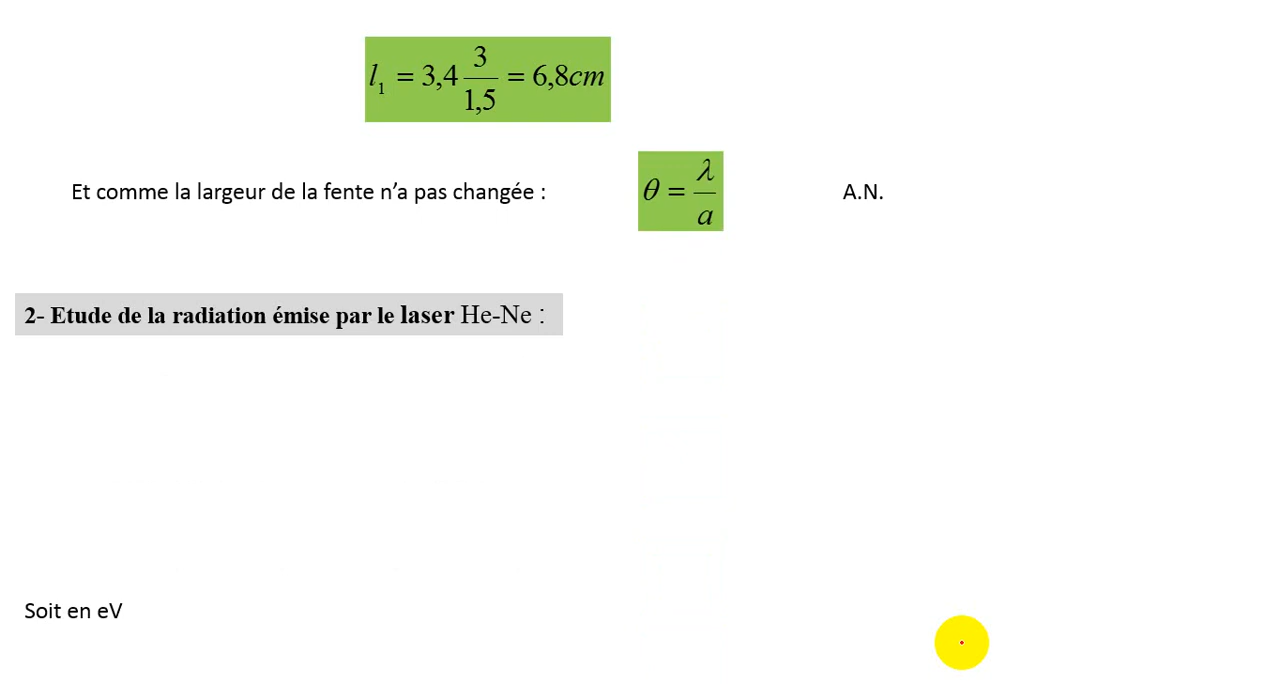 l₁ = 3,4 3/1,5 = 6,8cm
Et comme la largeur de la fente n’a pas changée : θ = λ/a A.N.
2- Etude de la radiation émise par le laser He-Ne :
Soit en eV